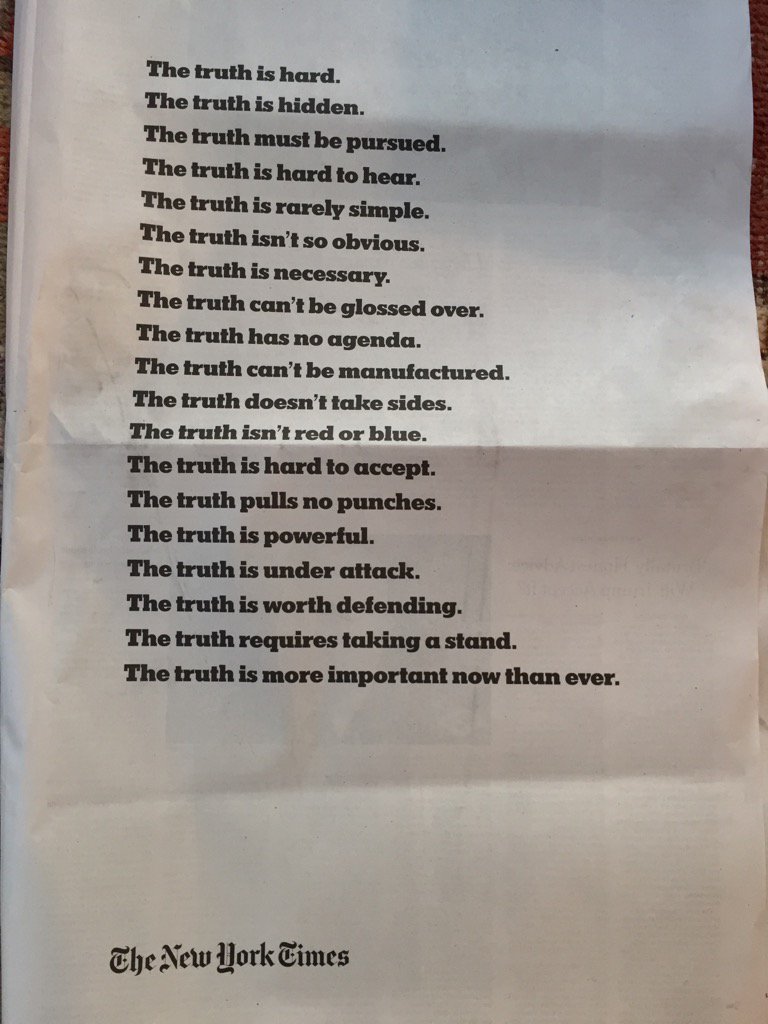 The truth is hard.
The truth is hidden.
The truth must be pursued.
The truth is hard to hear.
The truth is rarely simple.
The truth isn't so obvious.
The truth is necessary.
The truth can't be glossed over.
The truth has no agenda.
The truth can't be manufactured.
The truth doesn't take sides.
The truth isn't red or blue.
The truth is hard to accept.
The truth pulls no punches.
The truth is powerful.
The truth is under attack.
The truth is worth defending.
The truth requires taking a stand.
The truth is more important now than ever.
The New York Times